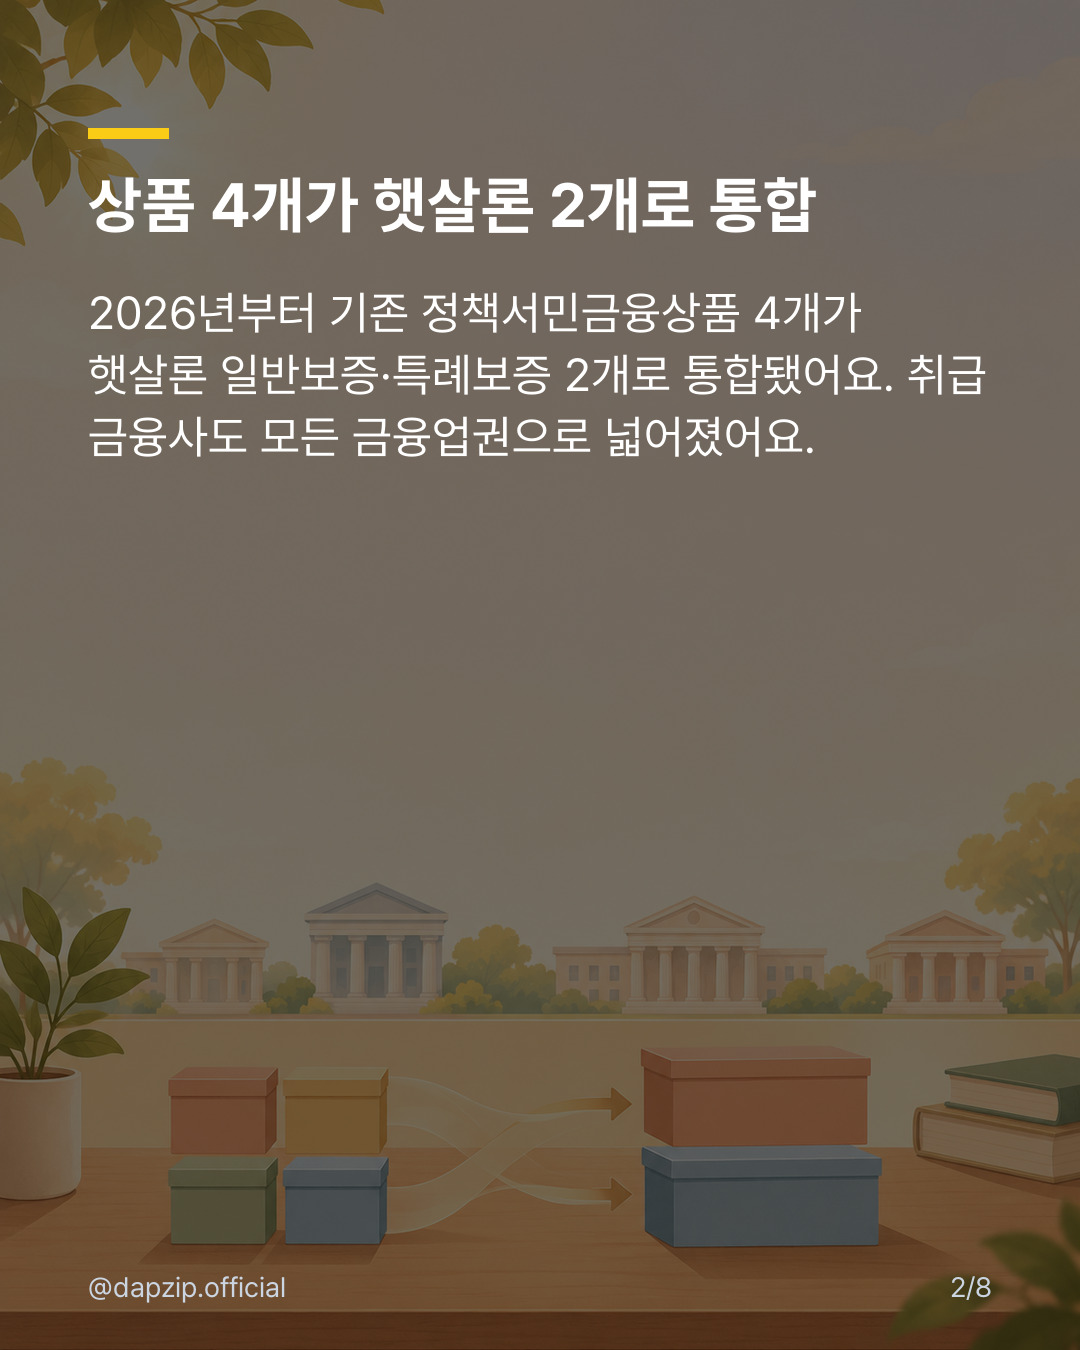 상품 4개가 햇살론 2개로 통합
2026년부터 기존 정책서민금융상품 4개가
햇살론 일반보증·특례보증 2개로 통합됐어요. 취급
금융사도 모든 금융업권으로 넓어졌어요.
@dapzip.official
2/8